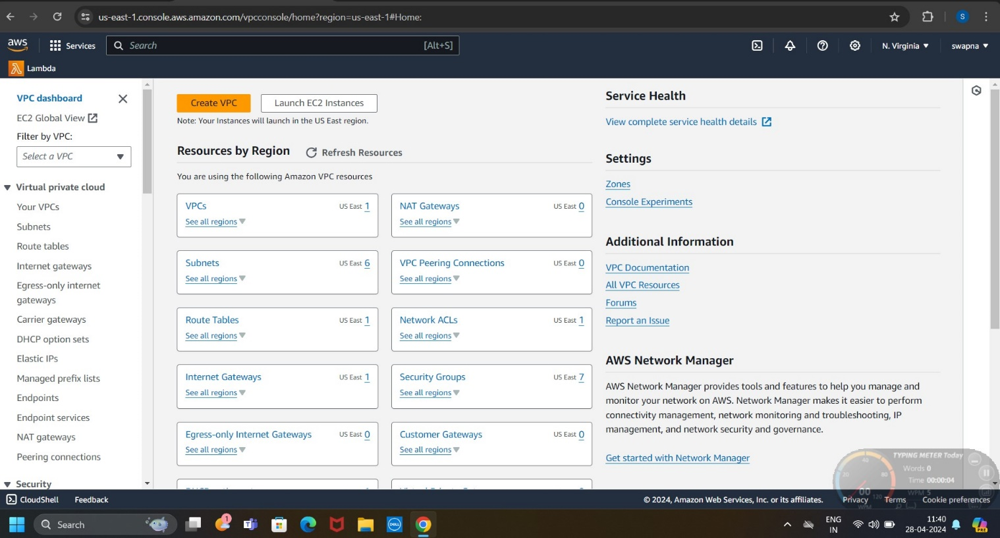 us-east-1.console.aws.amazon.com/vpcconsole/home?region=us-east-1#Home:
S
aws
Services
Search
[Alt+S]
N. Virginia
swapna
Lambda
VPC dashboard
EC2 Global View
Filter by VPC:
Select a VPC
Virtual private cloud
Your VPCs
Subnets
Route tables
Internet gateways
Egress-only internet
gateways
Carrier gateways
DHCP option sets
Elastic IPs
Managed prefix lists
Endpoints
Endpoint services
NAT gateways
Peering connections
Security
Create VPC
Launch EC2 Instances
Note: Your Instances will launch in the US East region.
Resources by Region
Refresh Resources
You are using the following Amazon VPC resources
VPCs US East 1
See all regions
NAT Gateways US East 0
See all regions
Subnets US East 6
See all regions
VPC Peering Connections US East 0
See all regions
Route Tables US East 1
See all regions
Network ACLs US East 1
See all regions
Internet Gateways US East 1
See all regions
Security Groups US East 7
See all regions
Egress-only Internet Gateways US East 0
See all regions
Customer Gateways US East 0
See all regions
Service Health
View complete service health details
Settings
Zones
Console Experiments
Additional Information
VPC Documentation
All VPC Resources
Forums
Report an Issue
AWS Network Manager
AWS Network Manager provides tools and features to help you manage and
monitor your network on AWS. Network Manager makes it easier to perform
connectivity management, network monitoring and troubleshooting, IP
management, and network security and governance.
Get started with Network Manager
TYPING METER Today
Words 0
Time 00:00:04
WPM 5
20
40
80
120
00
WPM
CloudShell
Feedback
© 2024, Amazon Web Services, Inc. or its affiliates.
Privacy
Terms
Cookie preferences
Search
1
DELL
ENG
IN
11:40
28-04-2024
PRE